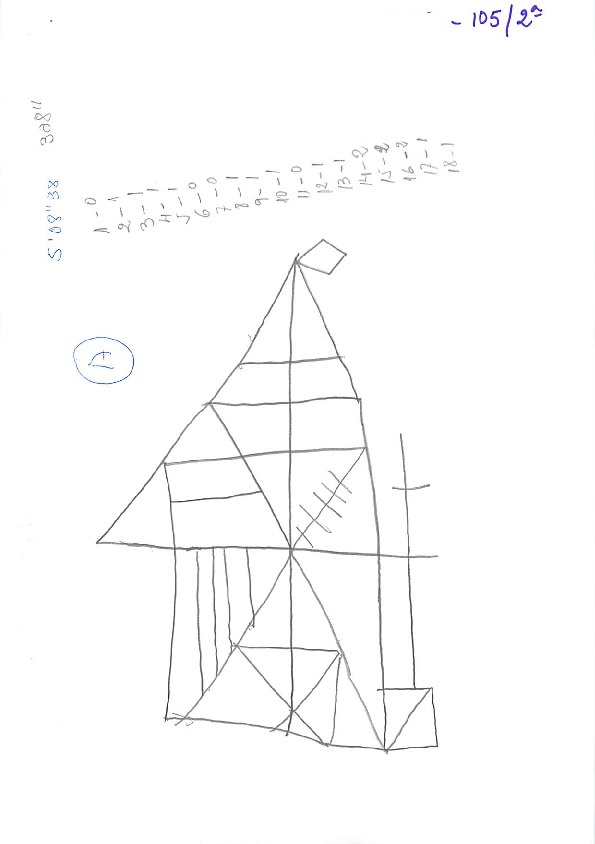 - 105/2ª
5'08"38 308"
1 - 0
2 - 1
3 - 1
4 - 1
5 - 1
6 - 0
7 - 0
8 - 1
9 - 1
10 - 1
11 - 0
12 - 1
13 - 1
14 - 2
15 - 2
16 - 2
17 - 1
18 - 1
A